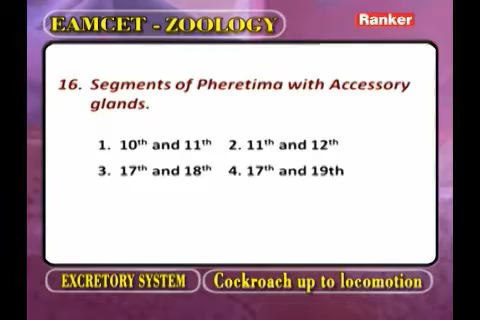 EAMCET - ZOOLOGY
Ranker
16. Segments of Pheretima with Accessory
glands.
1. 10th and 11th 2. 11th and 12th
3. 17th and 18th 4. 17th and 19th
EXCRETORY SYSTEM Cockroach up to locomotion